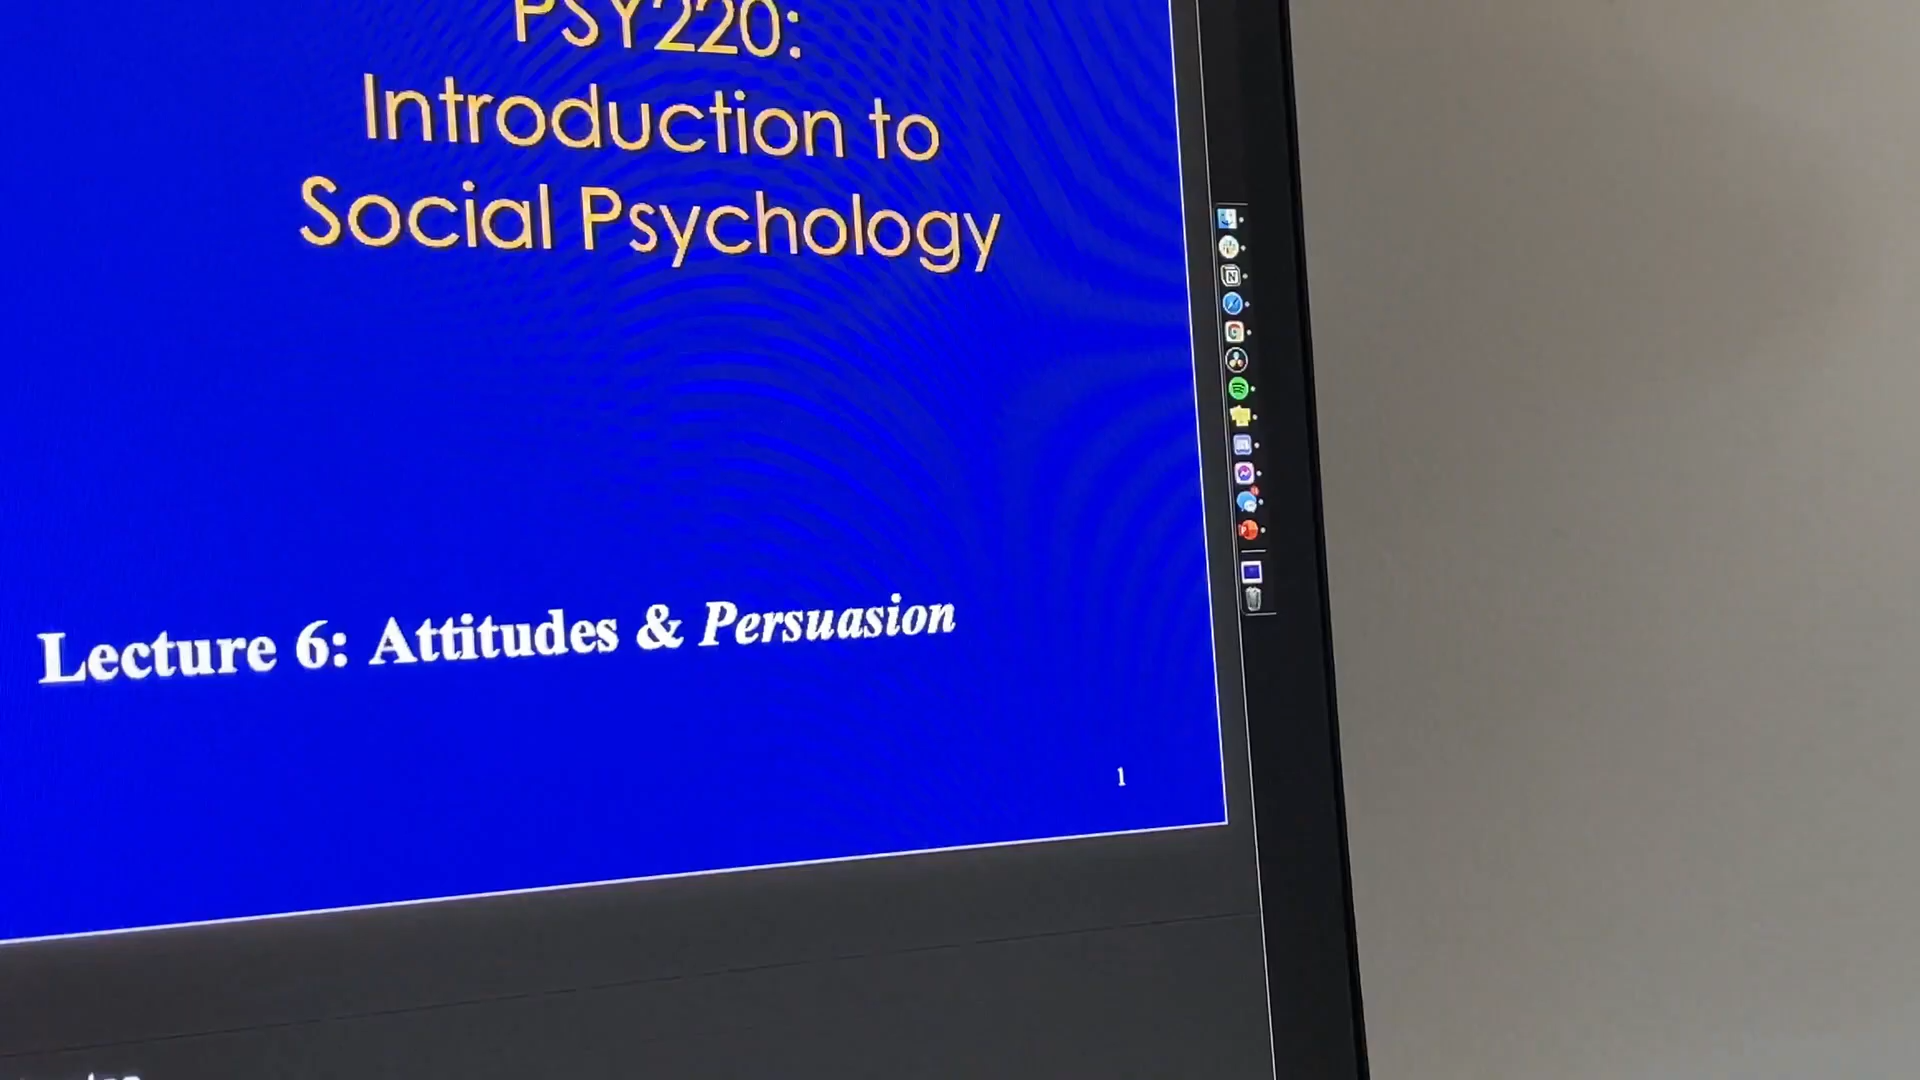 PSY220:
Introduction to
Social Psychology
Lecture 6: Attitudes & Persuasion
1